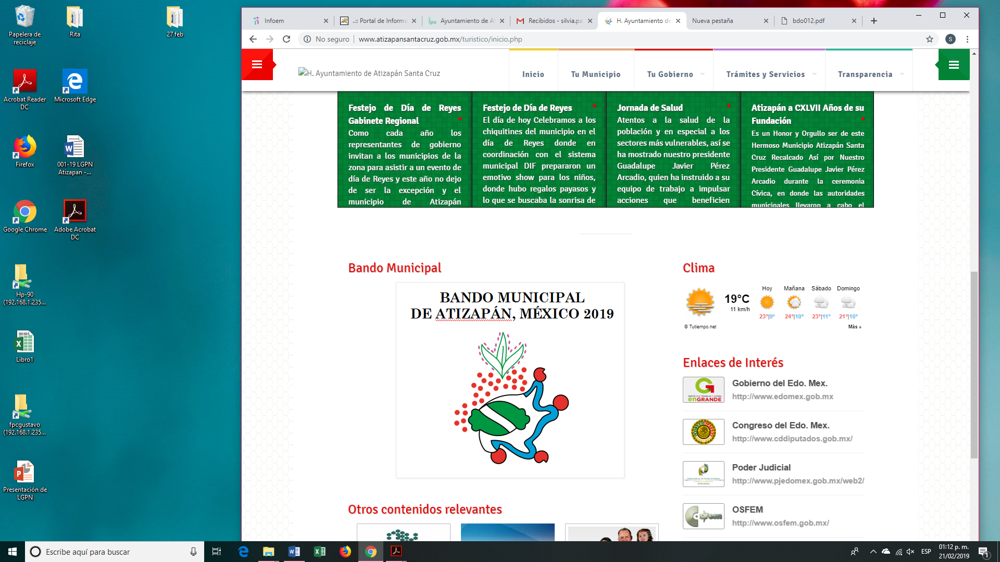 Papelera de
reciclaje
Rita
27 feb
Acrobat Reader
DC
Microsoft Edge
Firefox
001-19 LGPN
Atizapan -...
Google Chrome
Adobe Acrobat
DC
Hp-90
(192.168.1.235...
Libro1
fpcgustavo
(192.168.1.235...
Presentación de
LGPN
Infoem
..:: Portal de Informa
Ayuntamiento de A
Recibidos - silvia.pa
H. Ayuntamiento de
Nueva pestaña
bdo012.pdf
No seguro
www.atizapansantacruz.gob.mx/turistico/inicio.php
S
H. Ayuntamiento de Atizapán Santa Cruz
Inicio
Tu Municipio
Tu Gobierno
Trámites y Servicios
Transparencia
Festejo de Día de Reyes
Gabinete Regional
Como cada año los
representantes de gobierno
invitan a los municipios de la
zona para asistir a un evento de
día de Reyes y este año no dejo
de ser la excepción y el
municipio de Atizapán
Festejo de Día de Reyes
El día de hoy Celebramos a los
chiquitines del municipio en el
día de Reyes donde en
coordinación con el sistema
municipal DIF prepararon un
emotivo show para los niños,
donde hubo regalos payasos y
lo que se buscaba la sonrisa de
Jornada de Salud
Atentos a la salud de la
población y en especial a los
sectores más vulnerables, así se
ha mostrado nuestro presidente
Guadalupe Javier Pérez
Arcadio, quien ha instruido a su
equipo de trabajo a impulsar
acciones que beneficien
Atizapán a CXLVII Años de su
Fundación
Es un Honor y Orgullo ser de este
Hermoso Municipio Atizapán Santa
Cruz Recalcado Así por Nuestro
Presidente Guadalupe Javier Pérez
Arcadio durante la ceremonia
Cívica, en donde las autoridades
municipales llevaron a cabo el
Bando Municipal
BANDO MUNICIPAL
DE ATIZAPÁN, MÉXICO 2019
Otros contenidos relevantes
Clima
19°C
11 km/h
Hoy
Mañana
Sábado
Domingo
23°|9°
24°|10°
23°|11°
21°|10°
© Tutiempo.net
Más »
Enlaces de Interés
GENTE QUE TRABAJA Y LOGRA
enGRANDE
Gobierno del Edo. Mex.
http://www.edomex.gob.mx
Congreso del Edo. Mex.
http://www.cddiputados.gob.mx/
Poder Judicial
http://www.pjedomex.gob.mx/web2/
osfem
OSFEM
http://www.osfem.gob.mx/
Escribe aquí para buscar
ESP
01:12 p. m.
21/02/2019
1